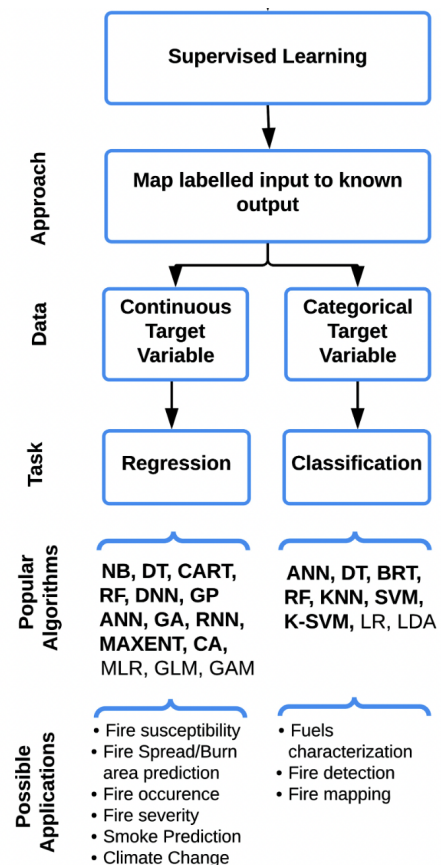 Supervised Learning
Approach
Map labelled input to known
output
Data
Continuous
Target
Variable
Categorical
Target
Variable
Task
Regression
Classification
Popular
Algorithms
NB, DT, CART,
RF, DNN, GP
ANN, GA, RNN,
MAXENT, CA,
MLR, GLM, GAM
ANN, DT, BRT,
RF, KNN, SVM,
K-SVM, LR, LDA
Possible
Applications
• Fire susceptibility
• Fire Spread/Burn
area prediction
• Fire occurence
• Fire severity
• Smoke Prediction
• Climate Change
• Fuels
characterization
• Fire detection
• Fire mapping